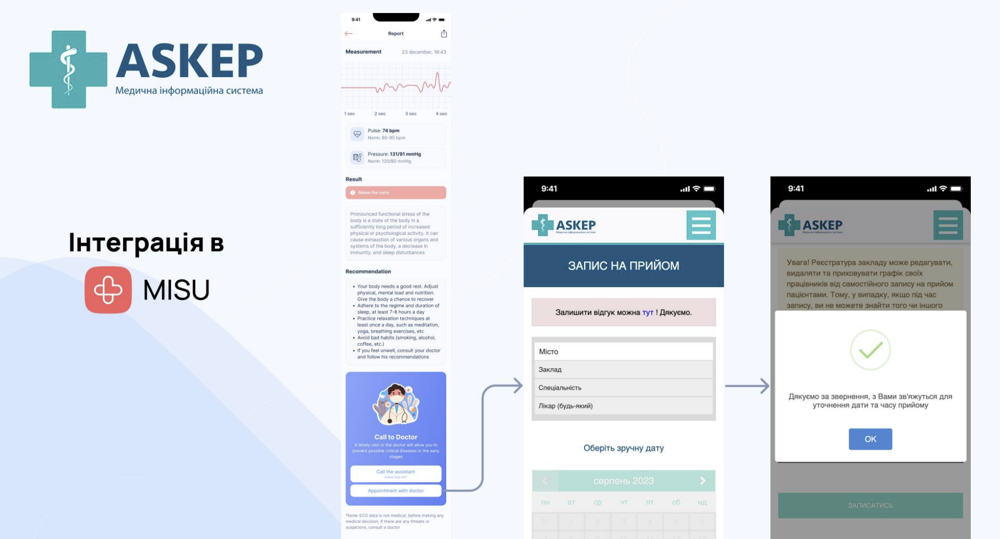 ASKEP
Медична інформаційна система
Інтеграція в
MISU
9:41
Report
Measurement
23 december, 18:43
1 sec
2 sec
3 sec
4 sec
Pulse: 74 bpm
Norm: 60-90 bpm
Pressure: 131/91 mmHg
Norm: 120/80 mmHg
Result
Below the norm
Pronounced functional stress of the
body is a state of the body in a
sufficiently long period of increased
physical or psychological activity. It can
cause exhaustion of various organs and
systems of the body, a decrease in
immunity, and sleep disturbances
Recommendation
• Your body needs a good rest. Adjust
physical, mental load and nutrition.
Give the body a chance to recover
• Adhere to the regime and duration of
sleep, at least 7-8 hours a day
• Practice relaxation techniques at
least once a day, such as meditation,
yoga, breathing exercises, etc
• Avoid bad habits (smoking, alcohol,
coffee, etc.)
• If you feel unwell, consult your doctor
and follow his recommendations
Call to Doctor
A timely visit to the doctor will allow you to
prevent possible critical diseases in the early
stages
Call the assistant
Online help 24/7
Appointment with doctor
*Note: ECG data is not medical, before making any
medical decision, if there are any threats or
suspicions, consult a doctor
9:41
ASKEP
Медична інформаційна система
ЗАПИС НА ПРИЙОМ
Залишити відгук можна тут ! Дякуємо.
Місто
Заклад
Спеціальність
Лікар (будь-який)
Оберіть зручну дату
серпень 2023
пн вт ср чт пт сб нд
31 1 2 3 4 5 6
9:41
ASKEP
Медична інформаційна система
Увага! Реєстратура закладу може редагувати,
видаляти та приховувати графік своїх
працівників від самостійного запису на прийом
пацієнтами. Тому, у випадку, якщо під час
запису, ви не можете знайти того чи іншого
Дякуємо за звернення, з Вами зв'яжуться для
уточнення дати та часу прийому
OK
ЗАПИСАТИСЬ